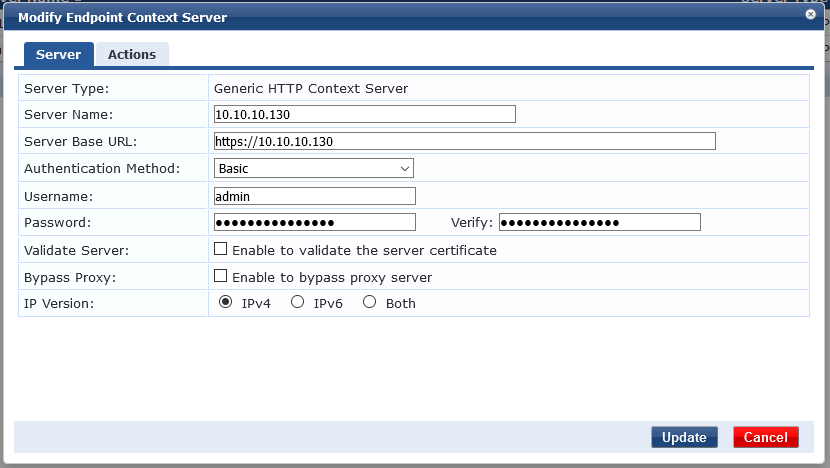 Modify Endpoint Context Server
Server Actions
Server Type: Generic HTTP Context Server
Server Name: 10.10.10.130
Server Base URL: https://10.10.10.130
Authentication Method: Basic
Username: admin
Password: ●●●●●●●●●●●●●●● Verify: ●●●●●●●●●●●●●●●
Validate Server: Enable to validate the server certificate
Bypass Proxy: Enable to bypass proxy server
IP Version: IPv4 IPv6 Both
Update Cancel